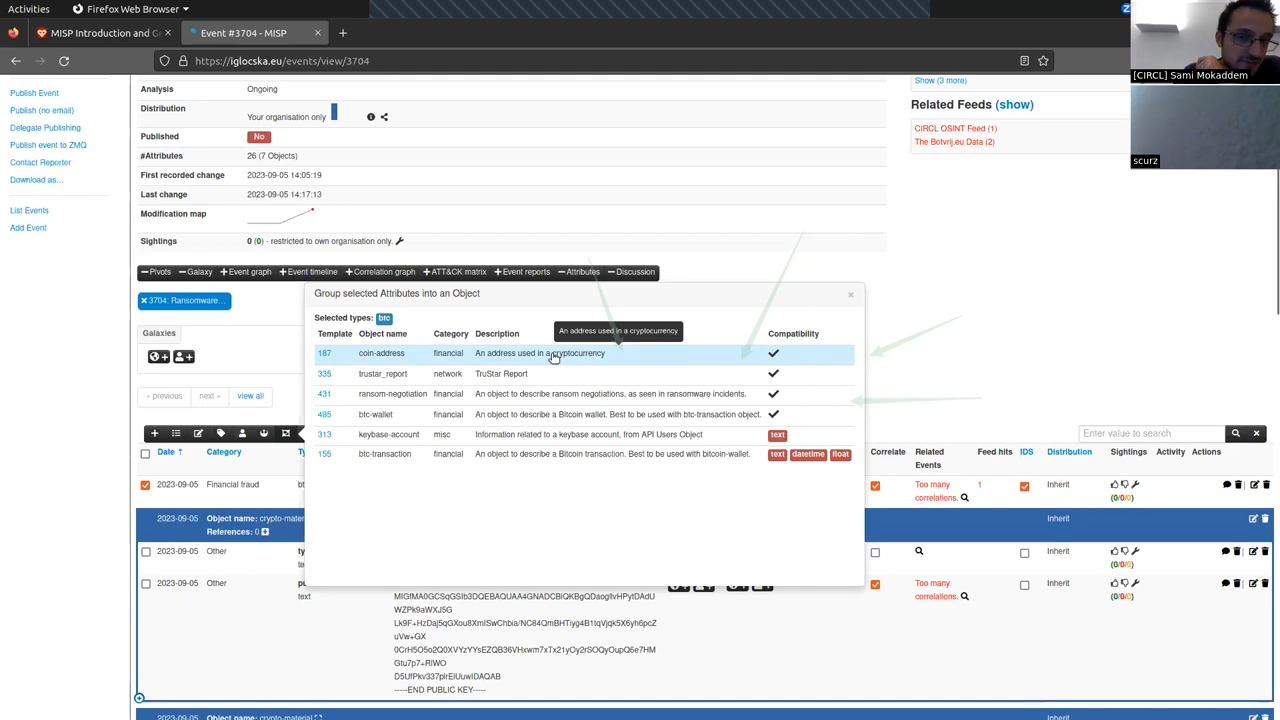 Activities
Firefox Web Browser
MISP Introduction and G
Event #3704 - MISP
https://iglocska.eu/events/view/3704
[CIRCL] Sami Mokaddem
scurz
Publish Event
Publish (no email)
Delegate Publishing
Publish event to ZMQ
Contact Reporter
Download as…
List Events
Add Event
Analysis
Ongoing
Distribution
Your organisation only
Published
No
#Attributes
26 (7 Objects)
First recorded change
2023-09-05 14:05:19
Last change
2023-09-05 14:17:13
Modification map
Sightings
0 (0) - restricted to own organisation only.
Show (3 more)
Related Feeds (show)
CIRCL OSINT Feed (1)
The Botvrij.eu Data (2)
Pivots Galaxy Event graph Event timeline Correlation graph ATT&CK matrix Event reports Attributes Discussion
3704: Ransomware...
Galaxies
« previous next » view all
Group selected Attributes into an Object
Selected types: btc
Template Object name Category Description Compatibility
An address used in a cryptocurrency
187 coin-address financial An address used in a cryptocurrency
335 trustar_report network TruStar Report
431 ransom-negotiation financial An object to describe ransom negotiations, as seen in ransomware incidents.
485 btc-wallet financial An object to describe a Bitcoin wallet. Best to be used with btc-transaction object.
313 keybase-account misc Information related to a keybase account, from API Users Object text
155 btc-transaction financial An object to describe a Bitcoin transaction. Best to be used with bitcoin-wallet. text datetime float
Enter value to search
Date Category Ty Correlate Related Events Feed hits IDS Distribution Sightings Activity Actions
2023-09-05 Financial fraud bt Too many correlations. 1 Inherit (0/0/0)
2023-09-05 Object name: crypto-mater Inherit
References: 0
2023-09-05 Other ty te Inherit (0/0/0)
2023-09-05 Other pu text Too many correlations. Inherit (0/0/0)
WZPk9aWXJ5G
uVw+GX
Gtu7p7+RlWO
-----END PUBLIC KEY-----
2023-09-05 Object name: crypto-material Inherit